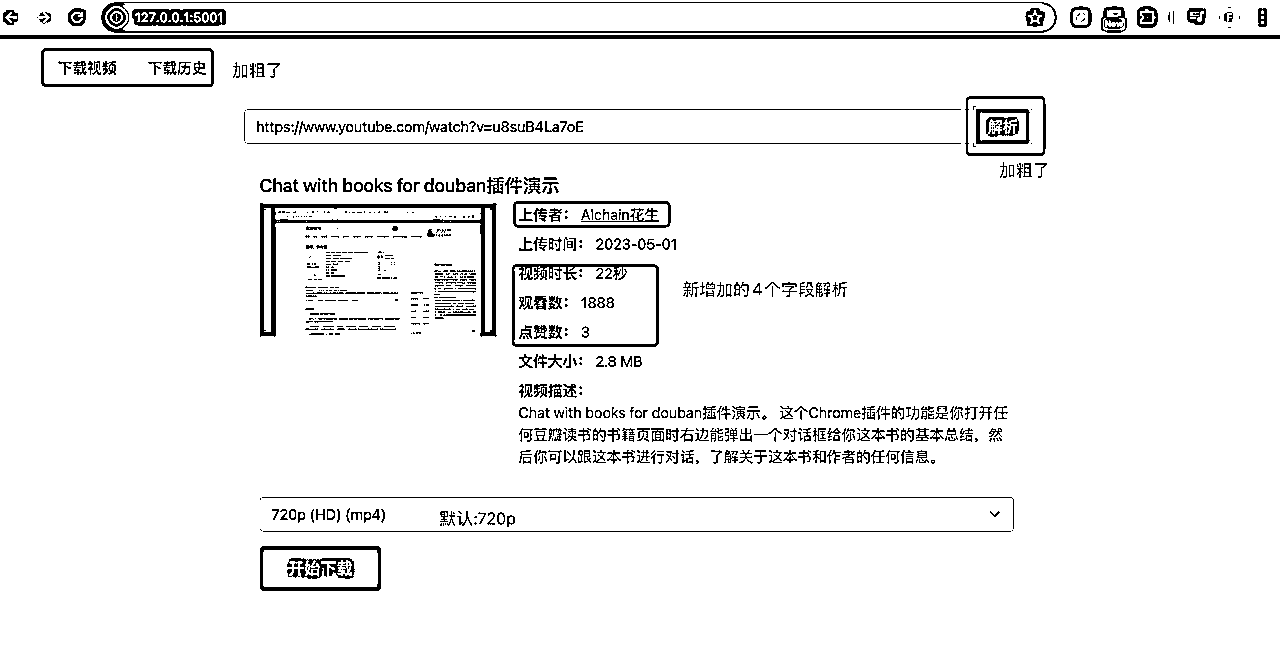 127.0.0.1:5001
New
下载视频 下载历史 加粗了
https://www.youtube.com/watch?v=u8suB4La7oE 解析
加粗了
Chat with books for douban插件演示
上传者： AIchain花生
上传时间： 2023-05-01
视频时长： 22秒
新增加的4个字段解析
观看数： 1888
点赞数： 3
文件大小： 2.8 MB
视频描述：
Chat with books for douban插件演示。 这个Chrome插件的功能是你打开任
何豆瓣读书的书籍页面时右边能弹出一个对话框给你这本书的基本总结，然
后你可以跟这本书进行对话，了解关于这本书和作者的任何信息。
720p (HD) (mp4) 默认:720p
开始下载